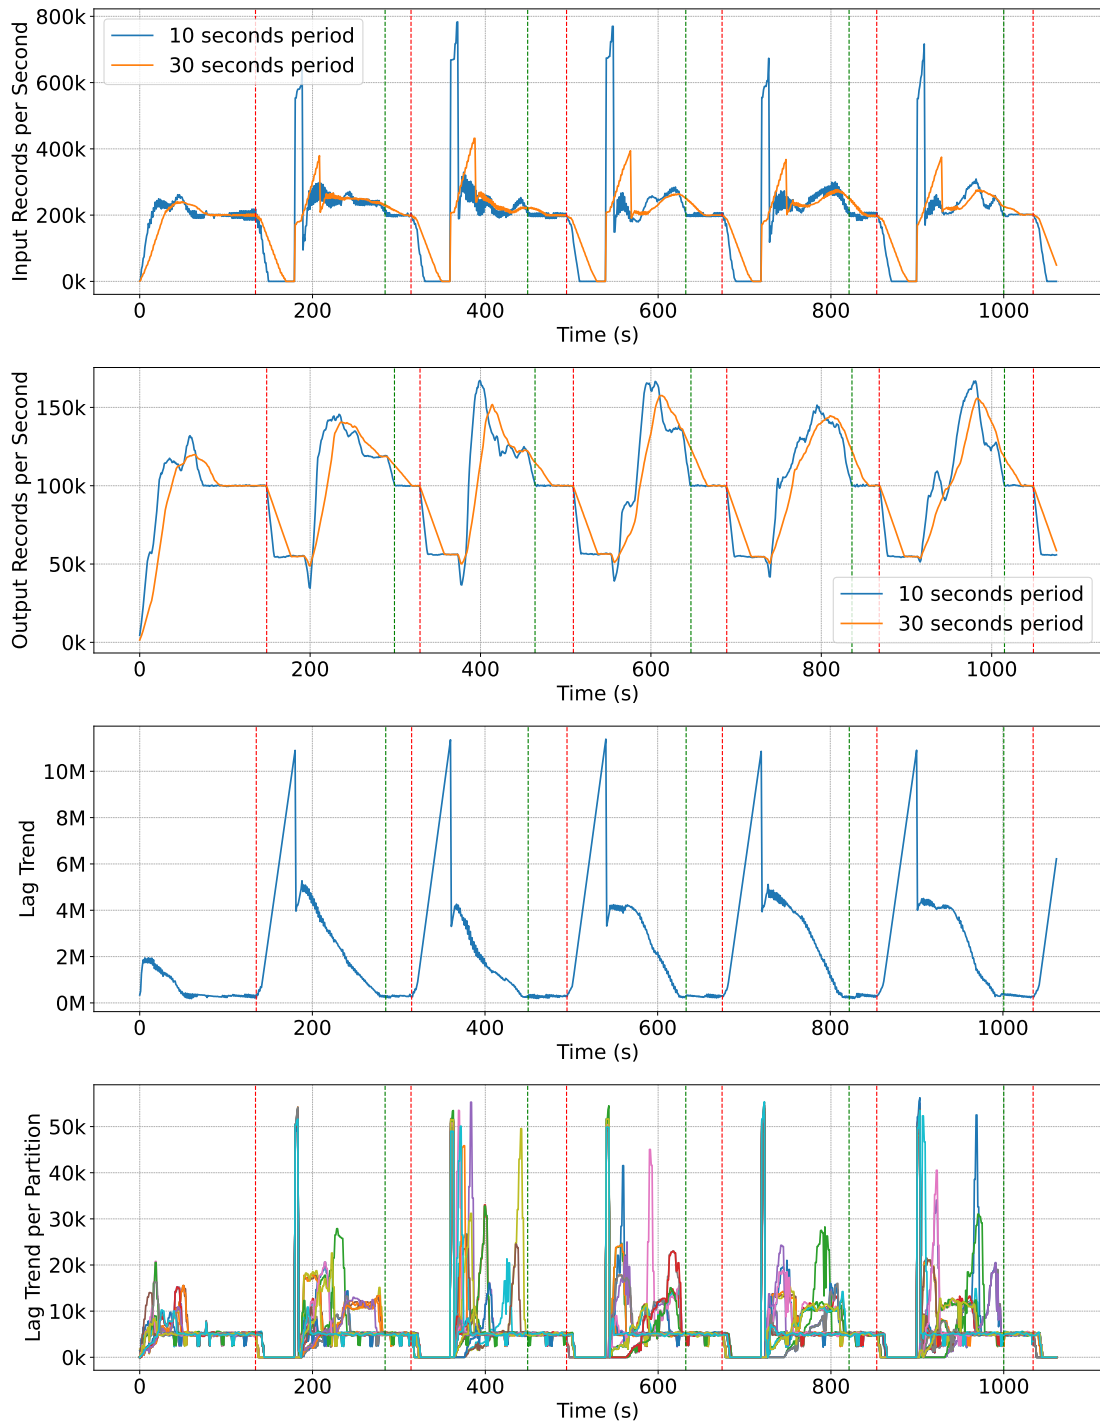 800k
600k
400k
200k
0k
Input Records per Second
10 seconds period
30 seconds period
0
200
400
600
800
1000
Time (s)
150k
100k
50k
0k
Output Records per Second
10 seconds period
30 seconds period
0
200
400
600
800
1000
Time (s)
10M
8M
6M
4M
2M
0M
Lag Trend
0
200
400
600
800
1000
Time (s)
50k
40k
30k
20k
10k
0k
Lag Trend per Partition
0
200
400
600
800
1000
Time (s)